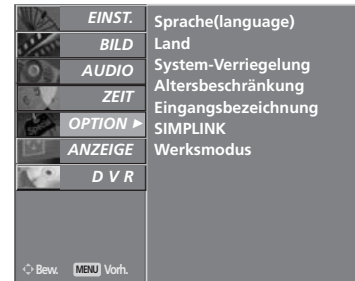 EINST.
BILD
AUDIO
ZEIT
OPTION ►
ANZEIGE
D V R
Sprache(language)
Land
System-Verriegelung
Altersbeschränkung
Eingangsbezeichnung
SIMPLINK
Werksmodus
Bew. MENU Vorh.